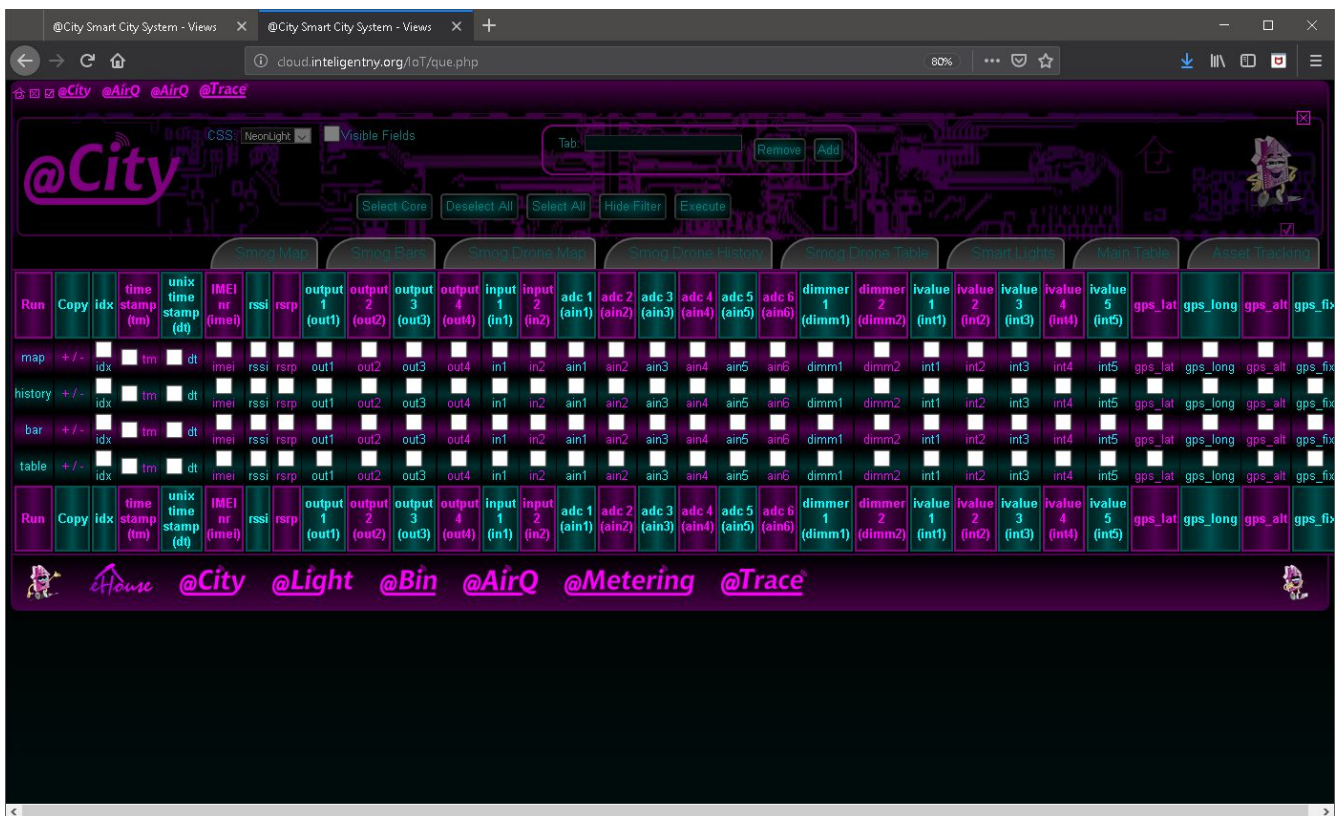 @City Smart City System - Views @City Smart City System - Views
cloud.inteligentny.org/IoT/que.php 80%
@City @AirQ @AirQ @Trace
CSS: NeonLight Visible Fields Tab: Remove Add
@City
Select Core Deselect All Select All Hide Filter Execute
Smog Map Smog Bars Smog Drone Map Smog Drone History Smog Drone Table Smart Lights Main Table Asset Tracking
Run Copy idx time stamp (tm) unix time stamp (dt) IMEI nr (imei) rssi rsrp output 1 (out1) output 2 (out2) output 3 (out3) output 4 (out4) input 1 (in1) input 2 (in2) adc 1 (ain1) adc 2 (ain2) adc 3 (ain3) adc 4 (ain4) adc 5 (ain5) adc 6 (ain6) dimmer 1 (dimm1) dimmer 2 (dimm2) ivalue 1 (int1) ivalue 2 (int2) ivalue 3 (int3) ivalue 4 (int4) ivalue 5 (int5) gps_lat gps_long gps_alt gps_fix
map +/- idx tm dt imei rssi rsrp out1 out2 out3 out4 in1 in2 ain1 ain2 ain3 ain4 ain5 ain6 dimm1 dimm2 int1 int2 int3 int4 int5 gps_lat gps_long gps_alt gps_fix
history +/- idx tm dt imei rssi rsrp out1 out2 out3 out4 in1 in2 ain1 ain2 ain3 ain4 ain5 ain6 dimm1 dimm2 int1 int2 int3 int4 int5 gps_lat gps_long gps_alt gps_fix
bar +/- idx tm dt imei rssi rsrp out1 out2 out3 out4 in1 in2 ain1 ain2 ain3 ain4 ain5 ain6 dimm1 dimm2 int1 int2 int3 int4 int5 gps_lat gps_long gps_alt gps_fix
table +/- idx tm dt imei rssi rsrp out1 out2 out3 out4 in1 in2 ain1 ain2 ain3 ain4 ain5 ain6 dimm1 dimm2 int1 int2 int3 int4 int5 gps_lat gps_long gps_alt gps_fix
Run Copy idx time stamp (tm) unix time stamp (dt) IMEI nr (imei) rssi rsrp output 1 (out1) output 2 (out2) output 3 (out3) output 4 (out4) input 1 (in1) input 2 (in2) adc 1 (ain1) adc 2 (ain2) adc 3 (ain3) adc 4 (ain4) adc 5 (ain5) adc 6 (ain6) dimmer 1 (dimm1) dimmer 2 (dimm2) ivalue 1 (int1) ivalue 2 (int2) ivalue 3 (int3) ivalue 4 (int4) ivalue 5 (int5) gps_lat gps_long gps_alt gps_fix
eHouse @City @Light @Bin @AirQ @Metering @Trace